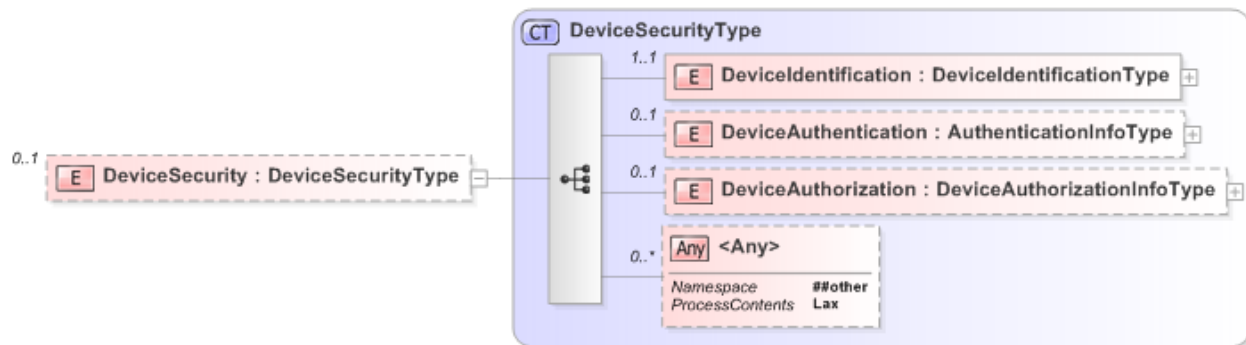 CT DeviceSecurityType
1..1
E DeviceIdentification : DeviceIdentificationType
0..1
E DeviceAuthentication : AuthenticationInfoType
0..1
E DeviceSecurity : DeviceSecurityType
0..1
E DeviceAuthorization : DeviceAuthorizationInfoType
0..*
Any <Any>
Namespace ##other
ProcessContents Lax